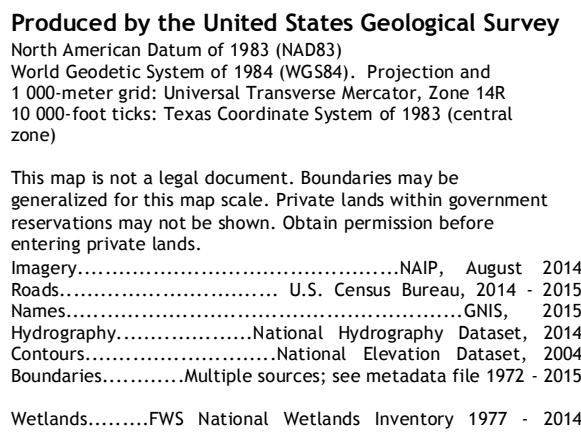 Produced by the United States Geological Survey
North American Datum of 1983 (NAD83)
World Geodetic System of 1984 (WGS84).  Projection and
1 000-meter grid: Universal Transverse Mercator, Zone 14R
10 000-foot ticks: Texas Coordinate System of 1983 (central
zone)
This map is not a legal document. Boundaries may be
generalized for this map scale. Private lands within government
reservations may not be shown. Obtain permission before
entering private lands.
Imagery..............................................NAIP, August 2014
Roads............................... U.S. Census Bureau, 2014 - 2015
Names.........................................................GNIS, 2015
Hydrography....................National Hydrography Dataset, 2014
Contours...........................National Elevation Dataset, 2004
Boundaries............Multiple sources; see metadata file 1972 - 2015
Wetlands.........FWS National Wetlands Inventory 1977 - 2014